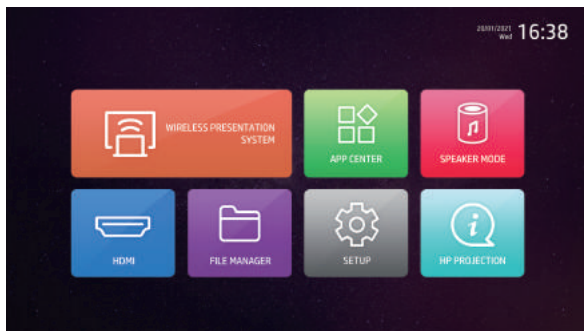 20/01/2021
Wed
16:38
WIRELESS PRESENTATION
SYSTEM
APP CENTER
SPEAKER MODE
HDMI
FILE MANAGER
SETUP
HP PROJECTION